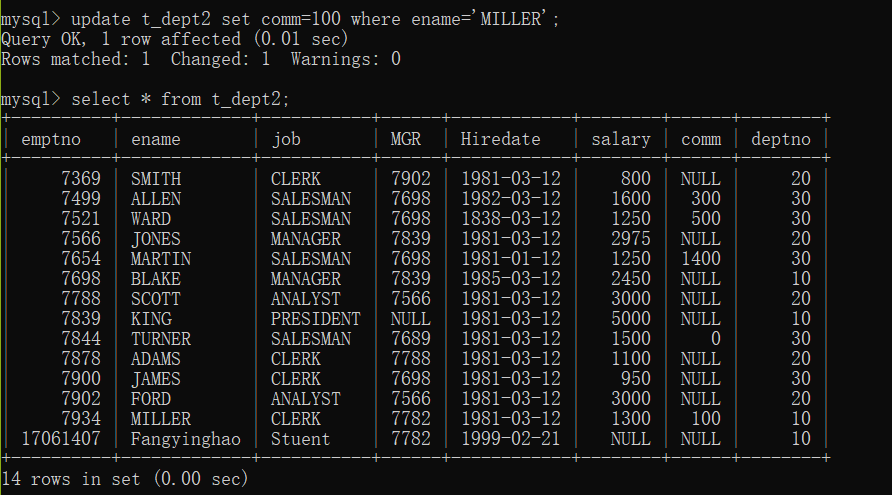 mysql> update t_dept2 set comm=100 where ename='MILLER';
Query OK, 1 row affected (0.01 sec)
Rows matched: 1  Changed: 1  Warnings: 0
mysql> select * from t_dept2;
+----------+-------------+-----------+------+------------+--------+------+--------+
| emptno   | ename       | job       | MGR  | Hiredate   | salary | comm | deptno |
+----------+-------------+-----------+------+------------+--------+------+--------+
|     7369 | SMITH       | CLERK     | 7902 | 1981-03-12 |    800 | NULL |     20 |
|     7499 | ALLEN       | SALESMAN  | 7698 | 1982-03-12 |   1600 |  300 |     30 |
|     7521 | WARD        | SALESMAN  | 7698 | 1838-03-12 |   1250 |  500 |     30 |
|     7566 | JONES       | MANAGER   | 7839 | 1981-03-12 |   2975 | NULL |     20 |
|     7654 | MARTIN      | SALESMAN  | 7698 | 1981-01-12 |   1250 | 1400 |     30 |
|     7698 | BLAKE       | MANAGER   | 7839 | 1985-03-12 |   2450 | NULL |     10 |
|     7788 | SCOTT       | ANALYST   | 7566 | 1981-03-12 |   3000 | NULL |     20 |
|     7839 | KING        | PRESIDENT | NULL | 1981-03-12 |   5000 | NULL |     10 |
|     7844 | TURNER      | SALESMAN  | 7689 | 1981-03-12 |   1500 |    0 |     30 |
|     7878 | ADAMS       | CLERK     | 7788 | 1981-03-12 |   1100 | NULL |     20 |
|     7900 | JAMES       | CLERK     | 7698 | 1981-03-12 |    950 | NULL |     30 |
|     7902 | FORD        | ANALYST   | 7566 | 1981-03-12 |   3000 | NULL |     20 |
|     7934 | MILLER      | CLERK     | 7782 | 1981-03-12 |   1300 |  100 |     10 |
| 17061407 | Fangyinghao | Stuent    | 7782 | 1999-02-21 |   NULL | NULL |     10 |
+----------+-------------+-----------+------+------------+--------+------+--------+
14 rows in set (0.00 sec)